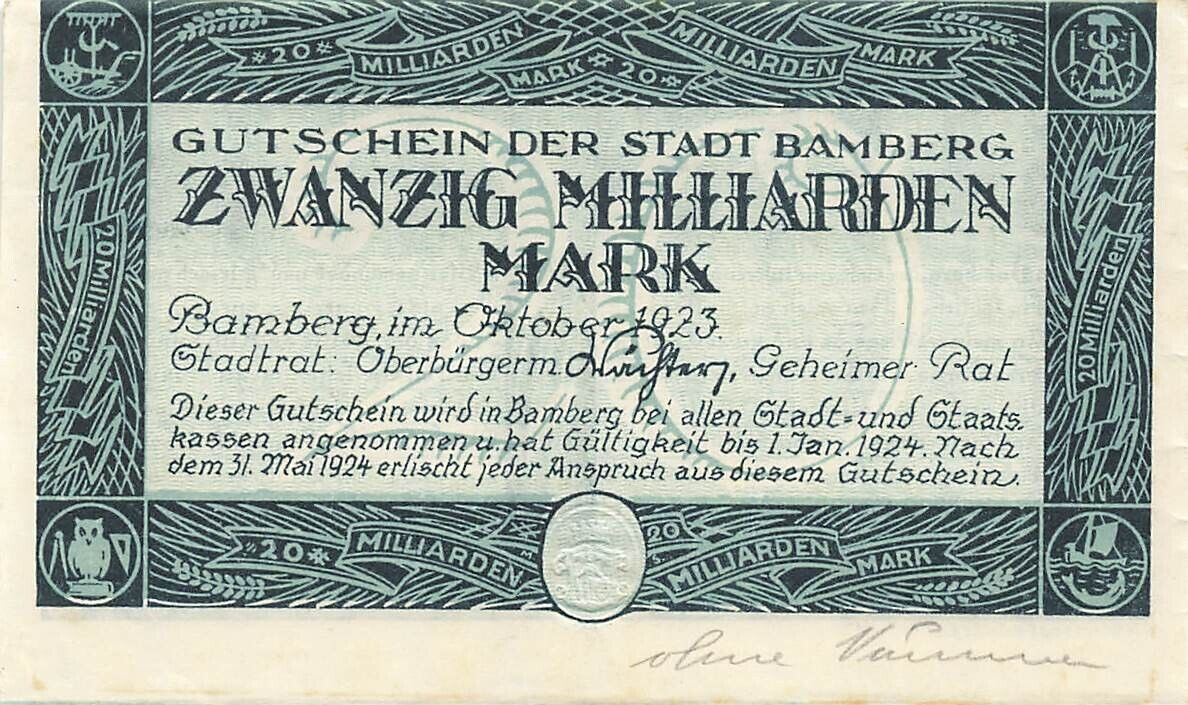 *20* MILLIARDEN MARK *20* MILLIARDEN MARK
GUTSCHEIN DER STADT BAMBERG
ZWANZIG MILLIARDEN
MARK
Bamberg, im Oktober 1923.
Stadtrat: Oberbürgerm. Wächter, Geheimer Rat
Dieser Gutschein wird in Bamberg bei allen Stadt- und Staats-
kassen angenommen u. hat Gültigkeit bis 1. Jan. 1924. Nach
dem 31. Mai 1924 erlischt jeder Anspruch aus diesem Gutschein.
20 Milliarden
20 Milliarden
*20* MILLIARDEN
20 MILLIARDEN MARK
ohne Nummer